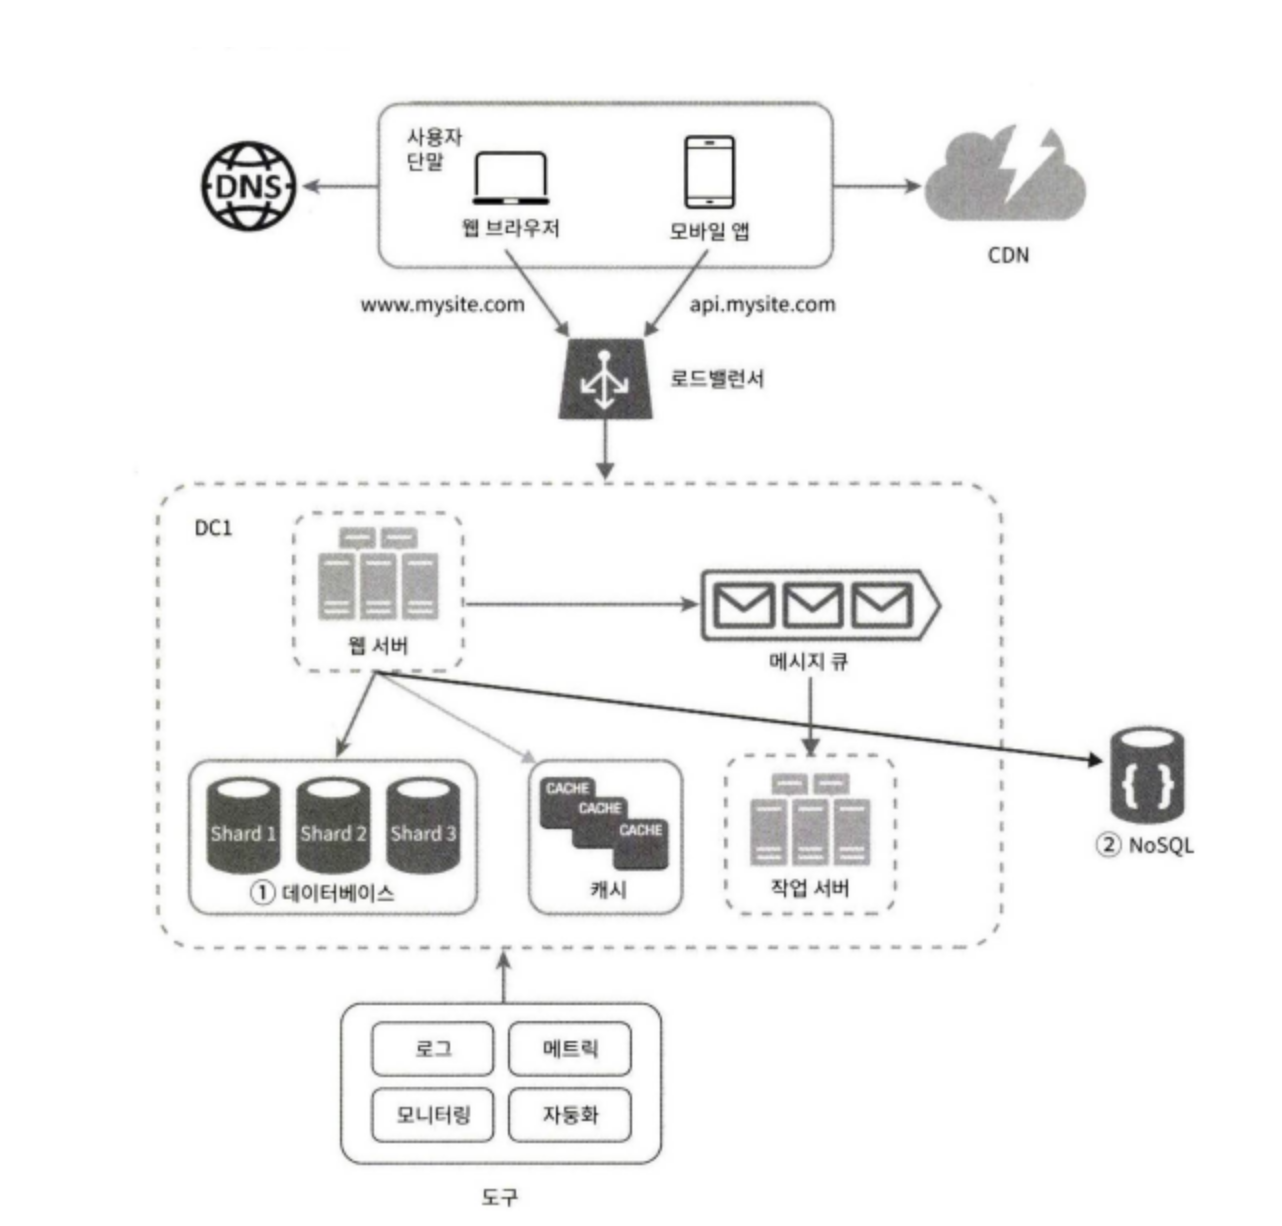 사용자
단말
DNS
웹 브라우저
모바일 앱
CDN
www.mysite.com
api.mysite.com
로드밸런서
DC1
웹 서버
메시지 큐
Shard 1
Shard 2
Shard 3
① 데이터베이스
CACHE
CACHE
CACHE
캐시
작업 서버
② NoSQL
로그
메트릭
모니터링
자동화
도구